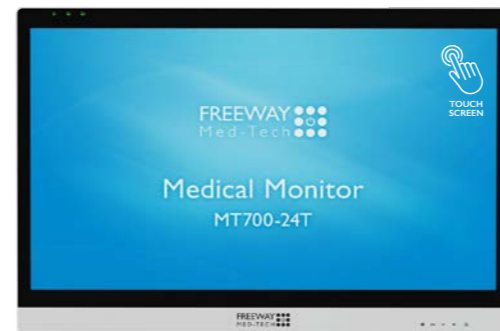 TOUCH
SCREEN
FREEWAY
Med-Tech
Medical Monitor
MT700-24T
FREEWAY
MED-TECH